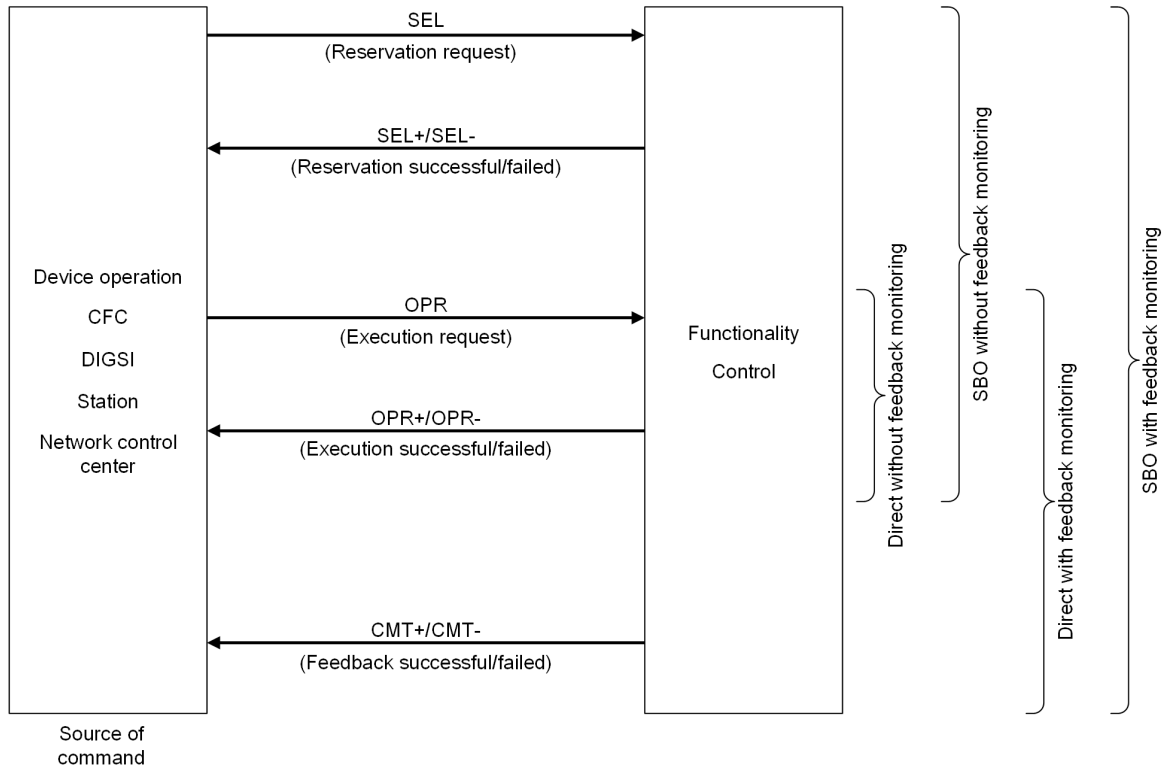 SEL
(Reservation request)
SEL+/SEL-
(Reservation successful/failed)
Device operation
CFC
DIGSI
Station
Network control
center
OPR
(Execution request)
OPR+/OPR-
(Execution successful/failed)
CMT+/CMT-
(Feedback successful/failed)
Functionality
Control
Direct without feedback monitoring
SBO without feedback monitoring
Direct with feedback monitoring
SBO with feedback monitoring
Source of
command